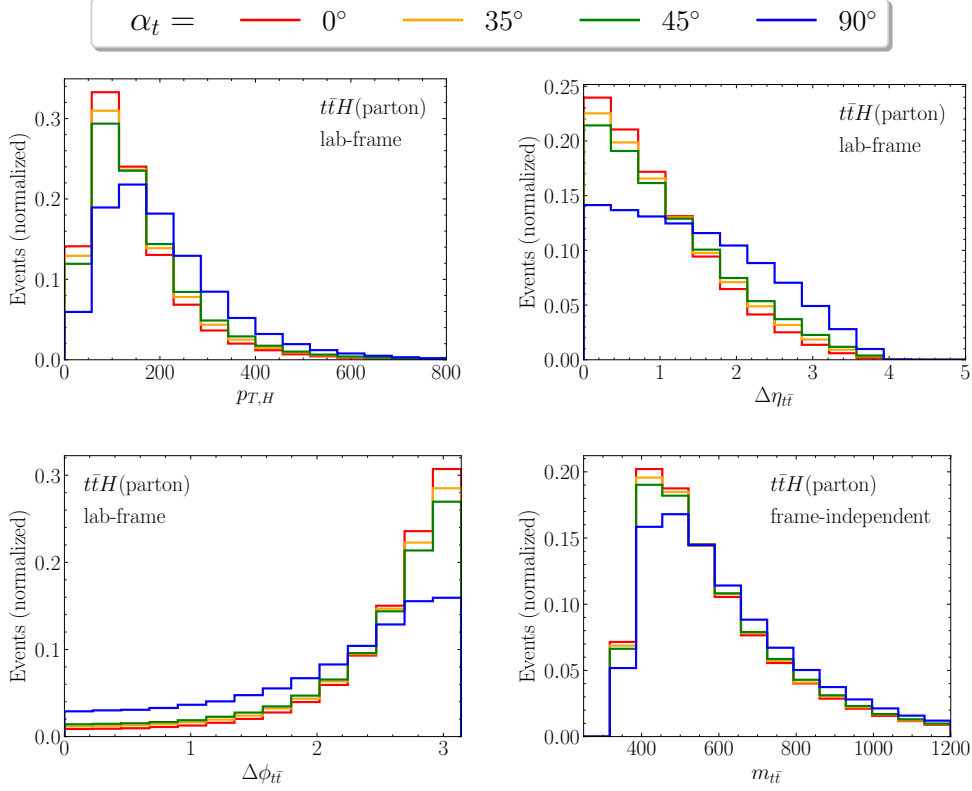 α_t = 0° 35° 45° 90°
Events (normalized)
0.3
0.2
0.1
0.0
tt̄H(parton)
lab-frame
0 200 400 600 800
p_{T,H}
Events (normalized)
0.25
0.20
0.15
0.10
0.05
0.00
tt̄H(parton)
lab-frame
0 1 2 3 4 5
Δη_{tt̄}
Events (normalized)
0.3
0.2
0.1
0.0
tt̄H(parton)
lab-frame
0 1 2 3
Δϕ_{tt̄}
Events (normalized)
0.20
0.15
0.10
0.05
0.00
tt̄H(parton)
frame-independent
400 600 800 1000 1200
m_{tt̄}